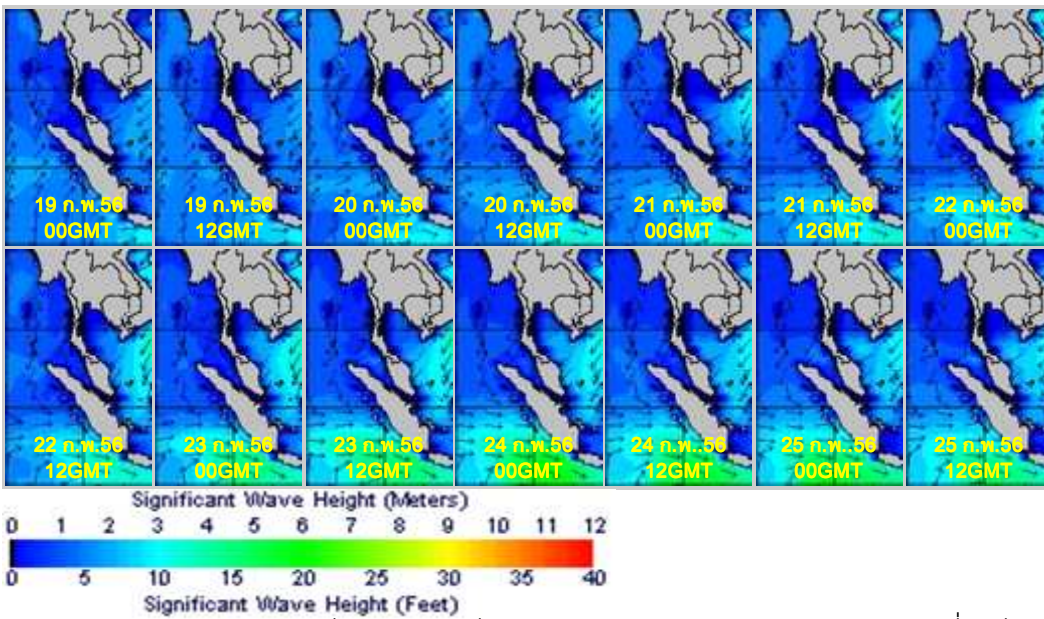 19 ก.พ.56 19 ก.พ.56 20 ก.พ.56 20 ก.พ.56 21 ก.พ.56 21 ก.พ.56 22 ก.พ.56
00GMT 12GMT 00GMT 12GMT 00GMT 12GMT 00GMT
22 ก.พ.56 23 ก.พ.56 23 ก.พ.56 24 ก.พ.56 24 ก.พ..56 25 ก.พ.56 25 ก.พ..56
12GMT 00GMT 12GMT 00GMT 12GMT 00GMT 12GMT
Significant Wave Height (Meters)
0 1 2 3 4 5 6 7 8 9 10 11 12
0 5 10 15 20 25 30 35 40
Significant Wave Height (Feet)